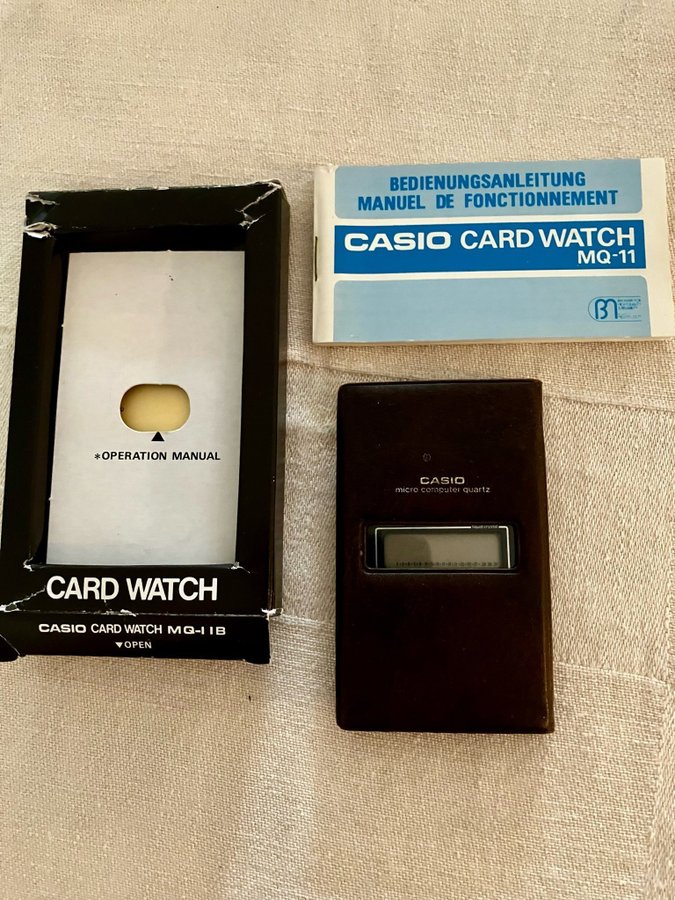 BEDIENUNGSANLEITUNG
MANUEL DE FONCTIONNEMENT
CASIO CARD WATCH
MQ-11
*OPERATION MANUAL
CARD WATCH
CASIO CARD WATCH MQ-11B
▼OPEN
CASIO
micro computer quartz